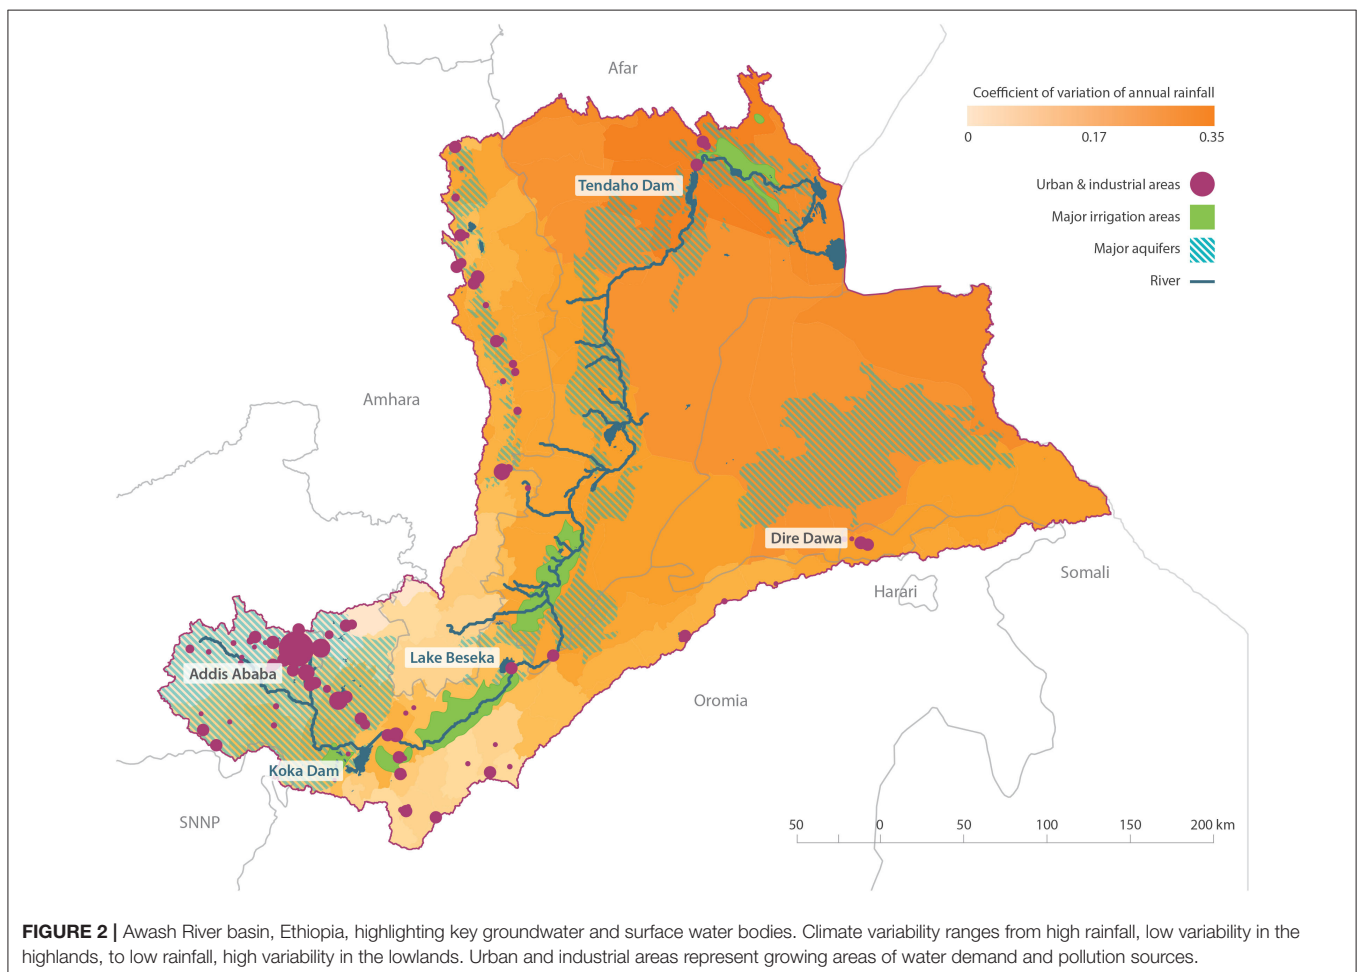 Afar
Coefficient of variation of annual rainfall
0 0.17 0.35
Tendaho Dam
Urban & industrial areas
Major irrigation areas
Major aquifers
River
Amhara
Dire Dawa
Somali
Harari
Lake Beseka
Addis Ababa
Oromia
Koka Dam
SNNP
50 0 50 100 150 200 km
FIGURE 2 | Awash River basin, Ethiopia, highlighting key groundwater and surface water bodies. Climate variability ranges from high rainfall, low variability in the
highlands, to low rainfall, high variability in the lowlands. Urban and industrial areas represent growing areas of water demand and pollution sources.